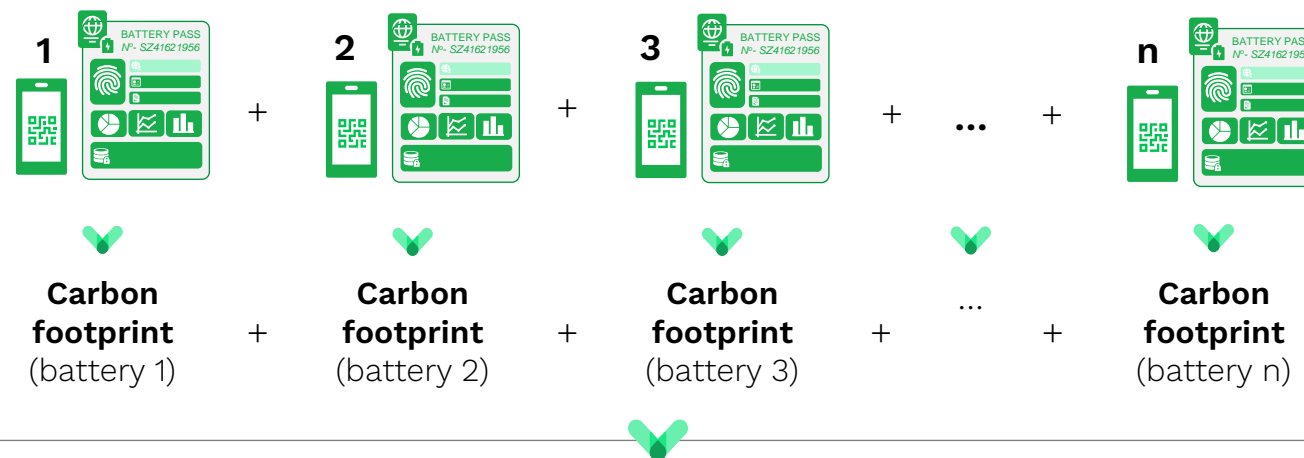 1
BATTERY PASS
Nº- SZ41621956
+
2
BATTERY PASS
Nº- SZ41621956
+
3
BATTERY PASS
Nº- SZ41621956
+
...
+
n
BATTERY PASS
Nº- SZ4162195
Carbon
footprint
(battery 1)
+
Carbon
footprint
(battery 2)
+
Carbon
footprint
(battery 3)
+
...
+
Carbon
footprint
(battery n)